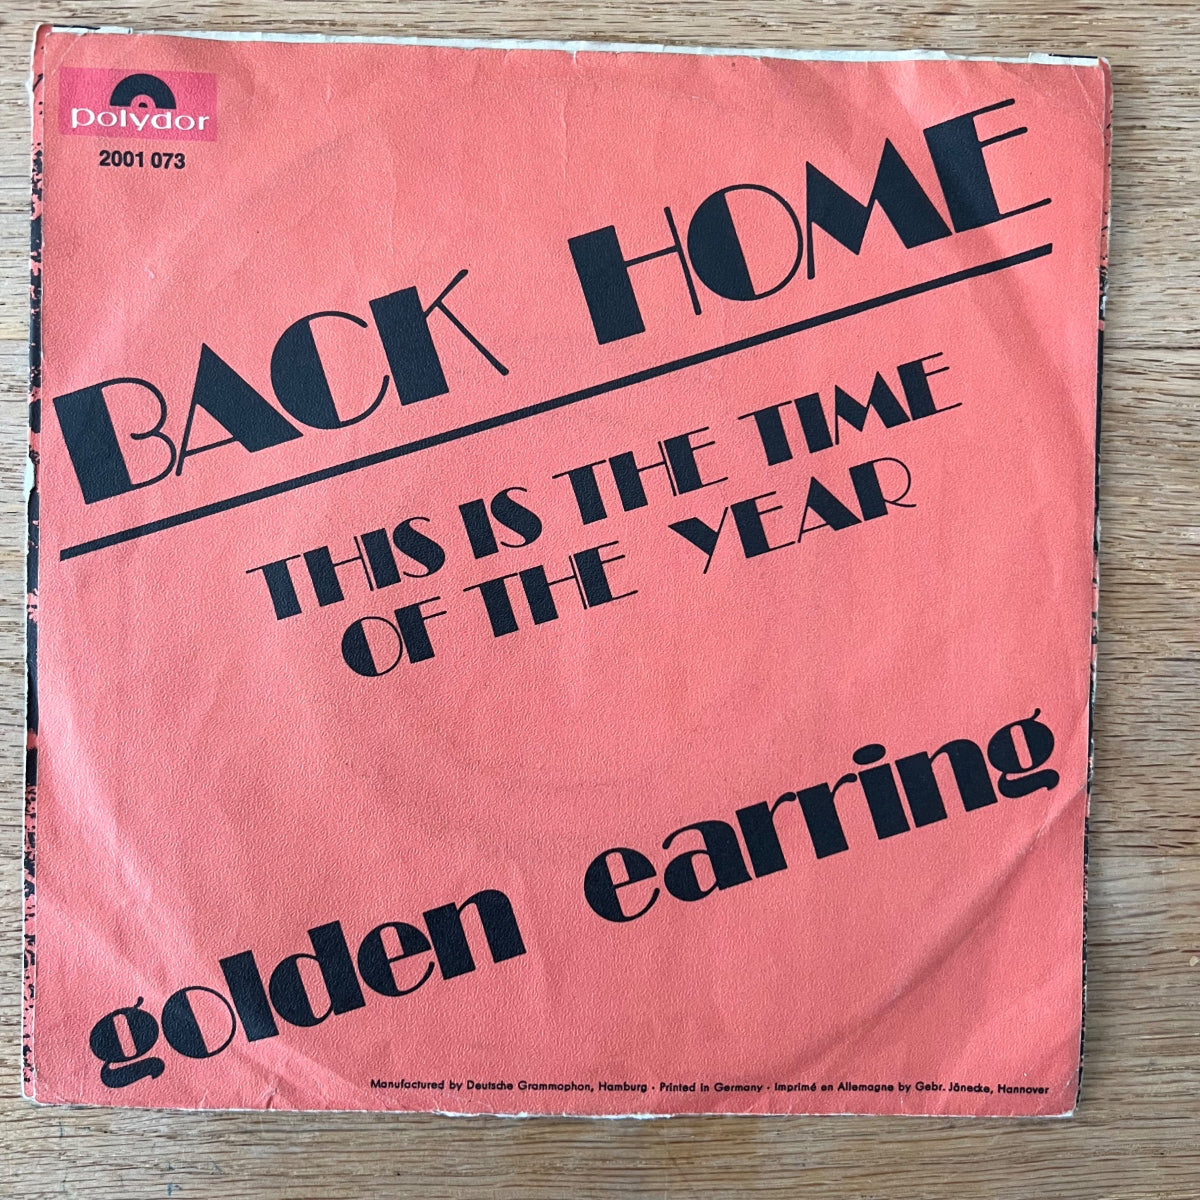 polydor
2001 073
BACK HOME
THIS IS THE TIME
OF THE YEAR
golden earring
Manufactured by Deutsche Grammophon, Hamburg · Printed in Germany · Imprimé en Allemagne by Gebr. Jänecke, Hannover